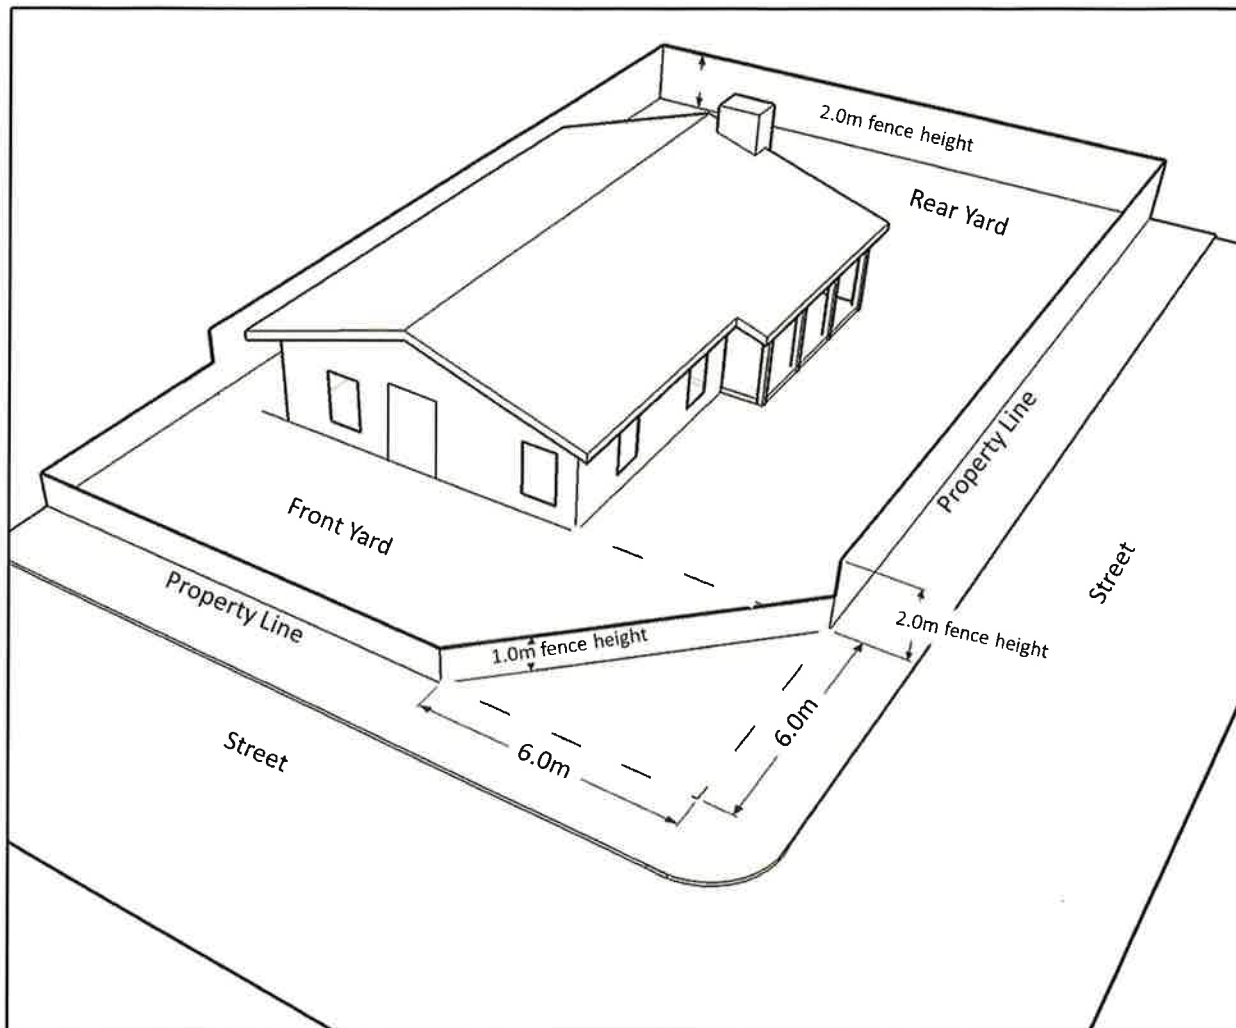 2.0m fence height
Rear Yard
Property Line
Front Yard
Street
Property Line
1.0m fence height
2.0m fence height
6.0m
6.0m
Street